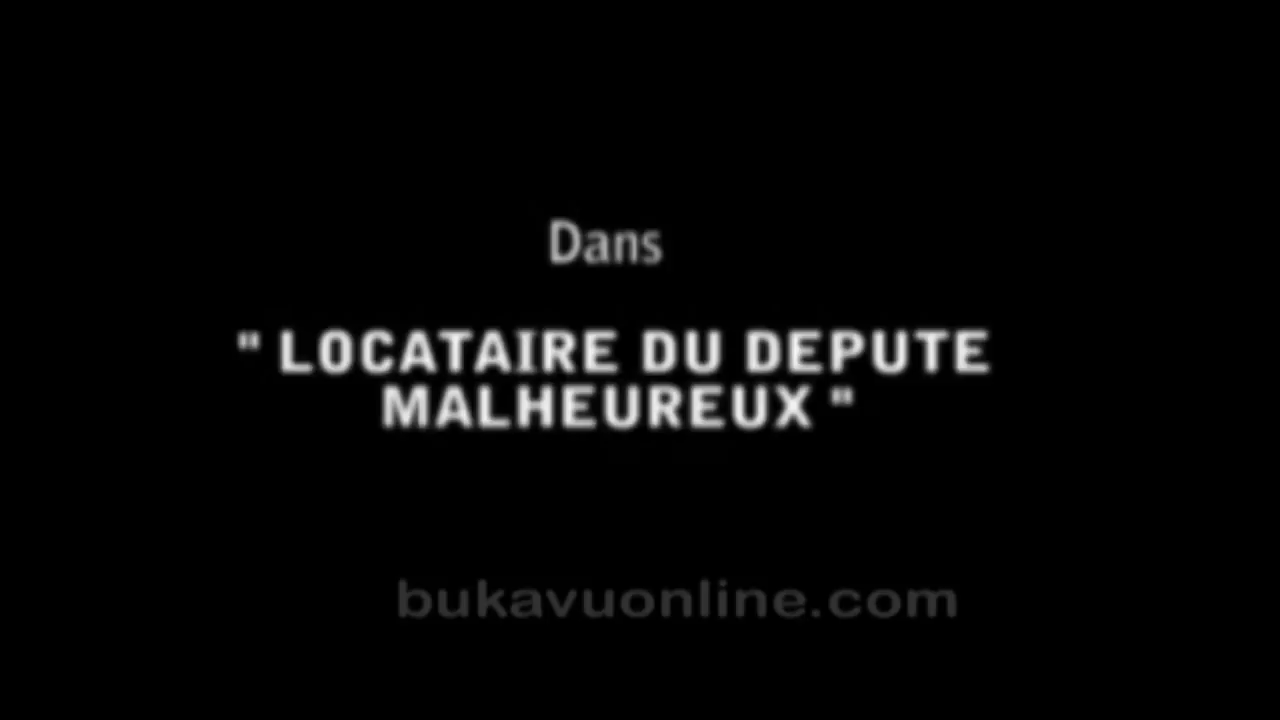 Dans
" LOCATAIRE DU DEPUTE
MALHEUREUX "
bukavuonline.com